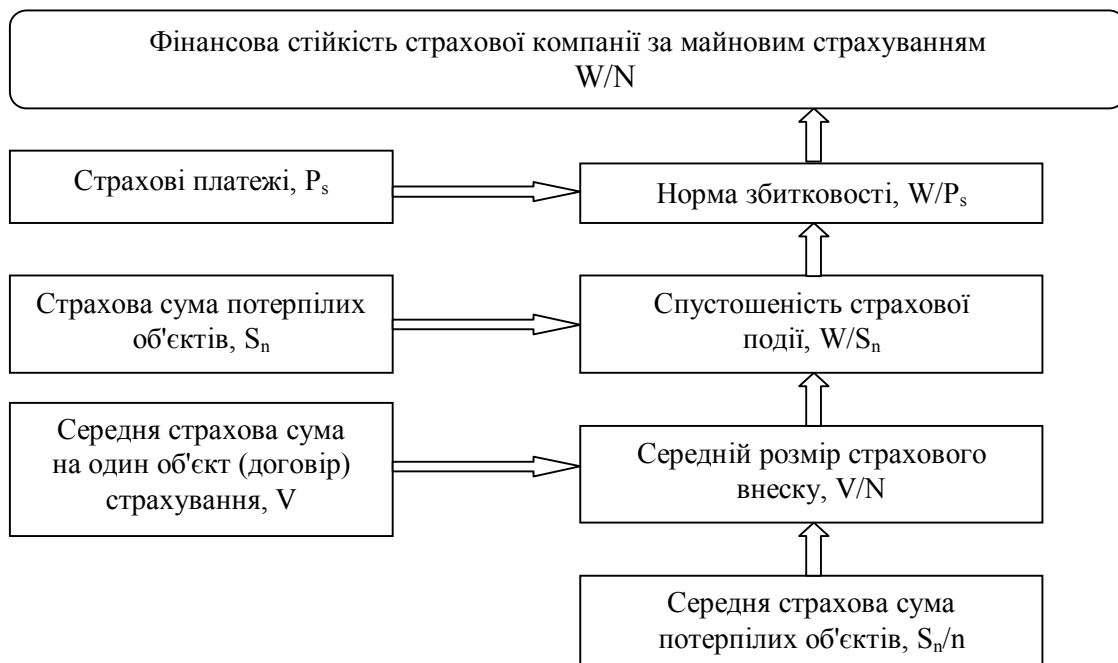 Фінансова стійкість страхової компанії за майновим страхуванням
W/N
Страхові платежі, Pₛ
Норма збитковості, W/Pₛ
Страхова сума потерпілих
об'єктів, Sₙ
Спустошеність страхової
події, W/Sₙ
Середня страхова сума
на один об'єкт (договір)
страхування, V
Середній розмір страхового
внеску, V/N
Середня страхова сума
потерпілих об'єктів, Sₙ/n